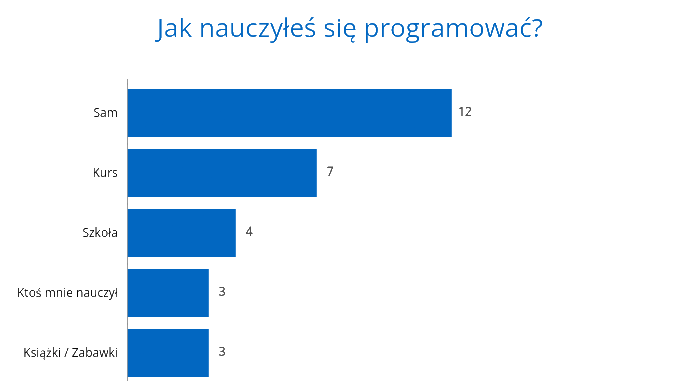 Jak nauczyłeś się programować?
Sam 12
Kurs 7
Szkoła 4
Ktoś mnie nauczył 3
Książki / Zabawki 3